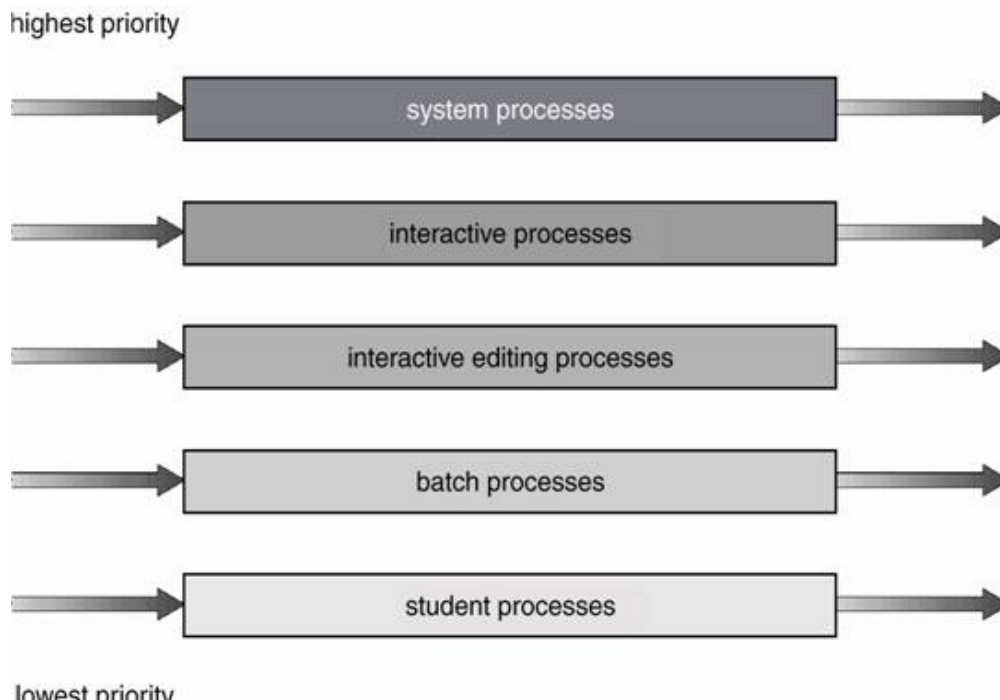 highest priority
system processes
interactive processes
interactive editing processes
batch processes
student processes
lowest priority